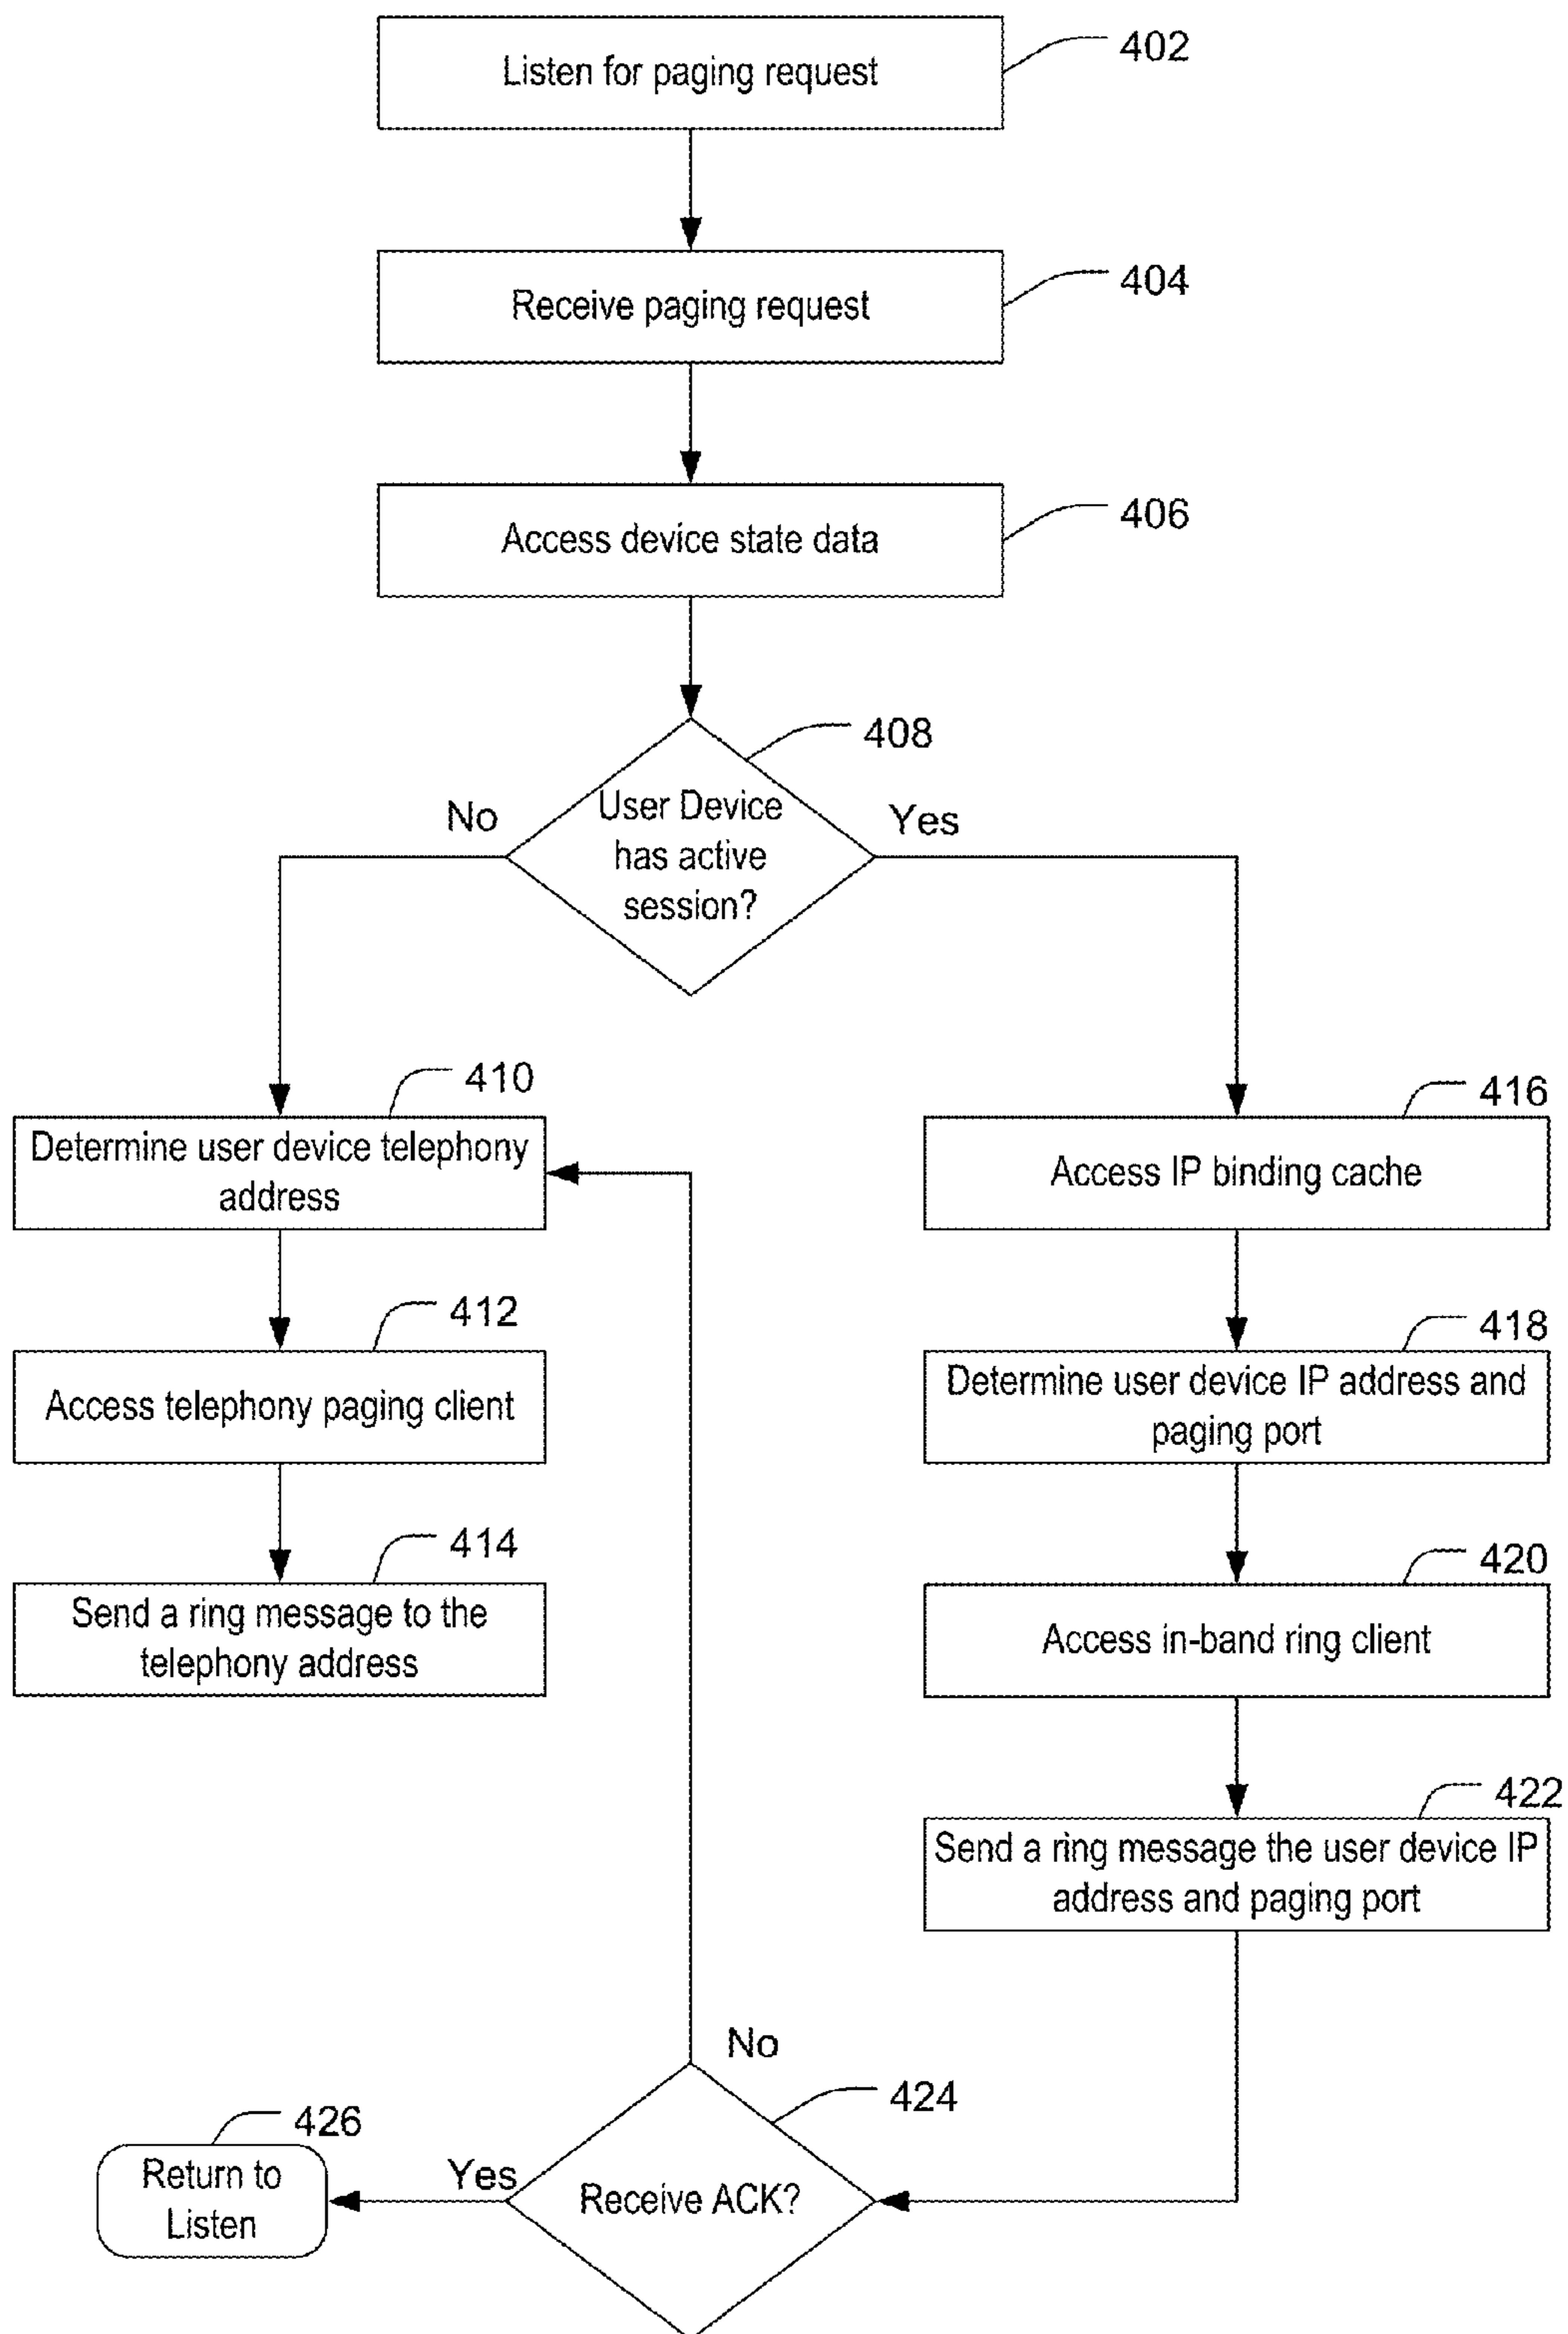 402
Listen for paging request
404
Receive paging request
406
Access device state data
408
No
User Device
has active
session?
Yes
410
Determine user device telephony
address
416
Access IP binding cache
412
Access telephony paging client
418
Determine user device IP address and
paging port
414
Send a ring message to the
telephony address
420
Access in-band ring client
422
Send a ring message the user device IP
address and paging port
No
424
Receive ACK?
Yes
426
Return to
Listen